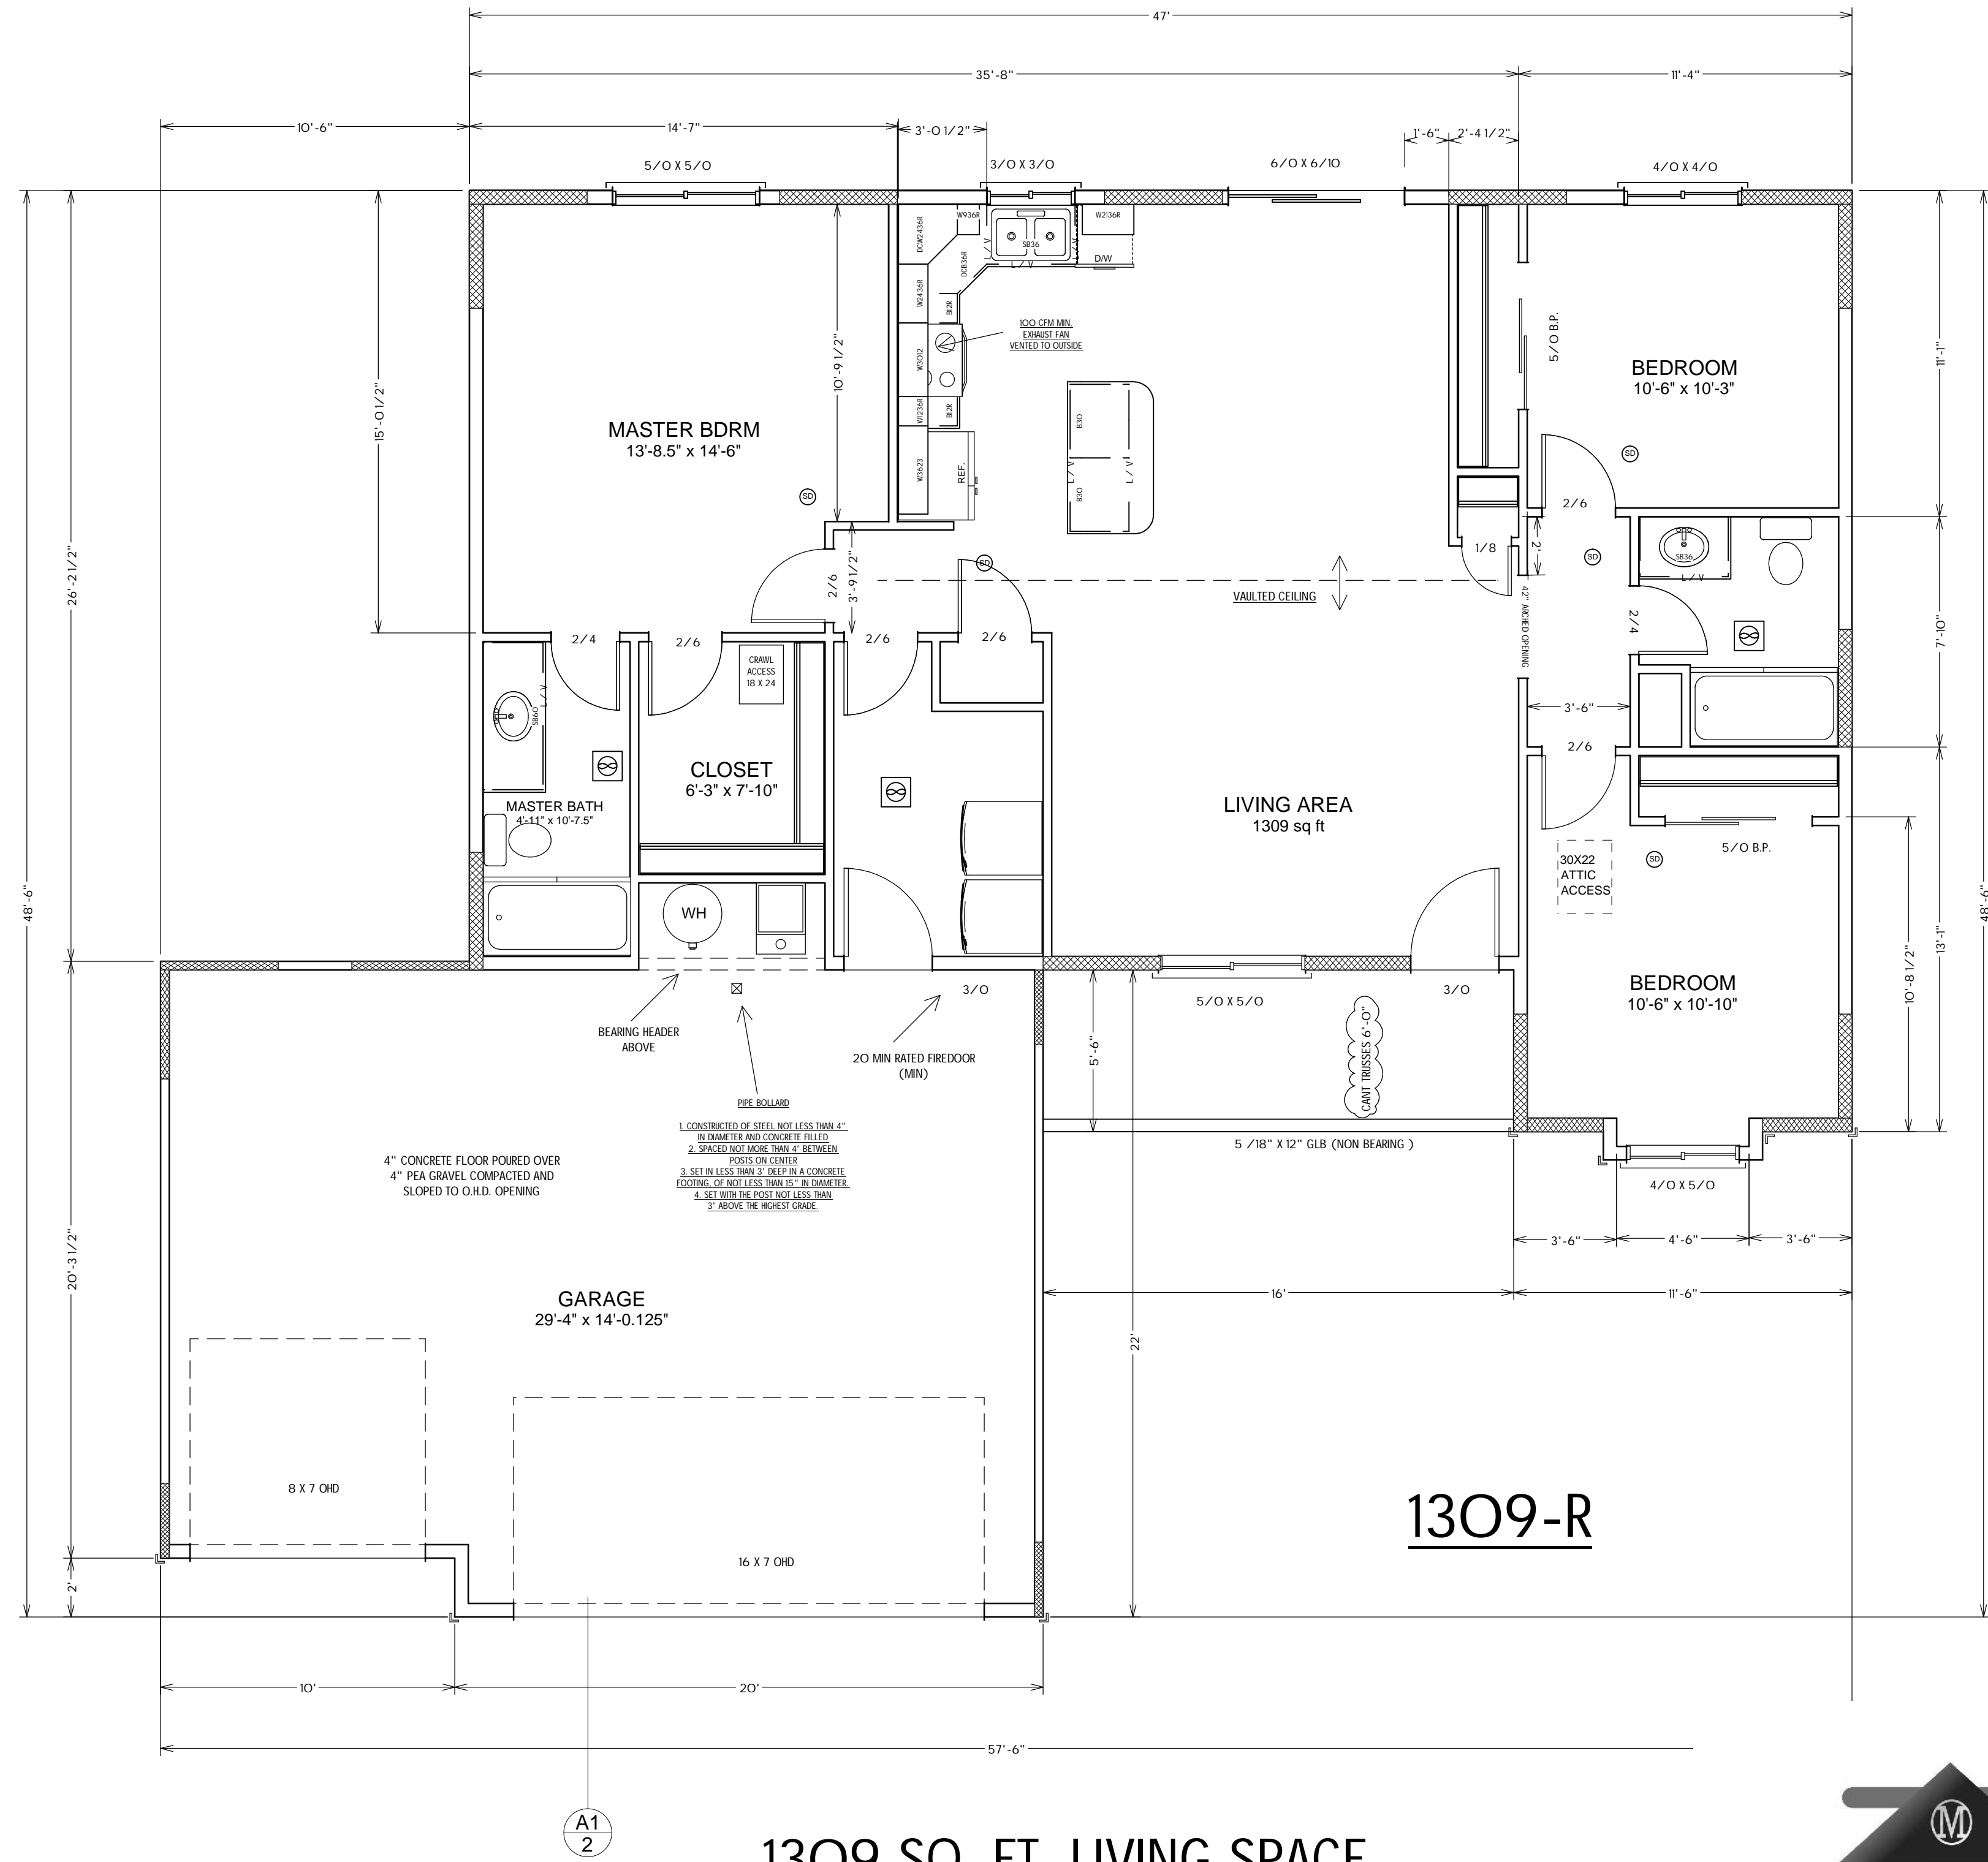 47'
35'-8"
11'-4"
10'-6"
14'-7"
3'-0 1/2"
1'-6"
2'-4 1/2"
5/0 X 5/0
3/0 X 3/0
6/0 X 6/10
4/0 X 4/0
W936R
SB36
W2136R
D/W
DCW2436R
DCB36R
L / V
L / V
L / V
W2436R
B12R
W3012
W1236R
B12R
W3623
REF.
100 CFM MIN.
EXHAUST FAN
VENTED TO OUTSIDE
B30
B30
L / V
L / V
5/0 B.P.
BEDROOM
10'-6" x 10'-3"
SD
2/6
11'-1"
15'-0 1/2"
10'-9 1/2"
MASTER BDRM
13'-8.5" x 14'-6"
SD
26'-2 1/2"
48'-6"
2/6
3'-9 1/2"
SD
VAULTED CEILING
1/8
2'
SD
42" ARCHED OPENING
SB36
L / V
2/4
7'-10"
3'-6"
2/6
2/4
2/6
2/6
2/6
CRAWL
ACCESS
18 X 24
L / V
SB60
MASTER BATH
4'-11" x 10'-7.5"
CLOSET
6'-3" x 7'-10"
LIVING AREA
1309 sq ft
5/0 B.P.
30X22
ATTIC
ACCESS
SD
48'-6"
13'-1"
10'-8 1/2"
WH
BEDROOM
10'-6" x 10'-10"
3/0
5/0 X 5/0
3/0
BEARING HEADER
ABOVE
20 MIN RATED FIREDOOR
(MIN)
5'-6"
CANT TRUSSES 6'-0"
PIPE BOLLARD
1. CONSTRUCTED OF STEEL NOT LESS THAN 4"
IN DIAMETER AND CONCRETE FILLED
2. SPACED NOT MORE THAN 4' BETWEEN
POSTS ON CENTER
3. SET IN LESS THAN 3' DEEP IN A CONCRETE
FOOTING, OF NOT LESS THAN 15" IN DIAMETER.
4. SET WITH THE POST NOT LESS THAN
3' ABOVE THE HIGHEST GRADE.
5 /18" X 12" GLB (NON BEARING )
4" CONCRETE FLOOR POURED OVER
4" PEA GRAVEL COMPACTED AND
SLOPED TO O.H.D. OPENING
4/0 X 5/0
3'-6"
4'-6"
3'-6"
20'-3 1/2"
GARAGE
29'-4" x 14'-0.125"
16'
11'-6"
22'
8 X 7 OHD
16 X 7 OHD
1309-R
2'
10'
20'
57'-6"
A1
2
1309 SQ. FT. LIVING SPACE
M